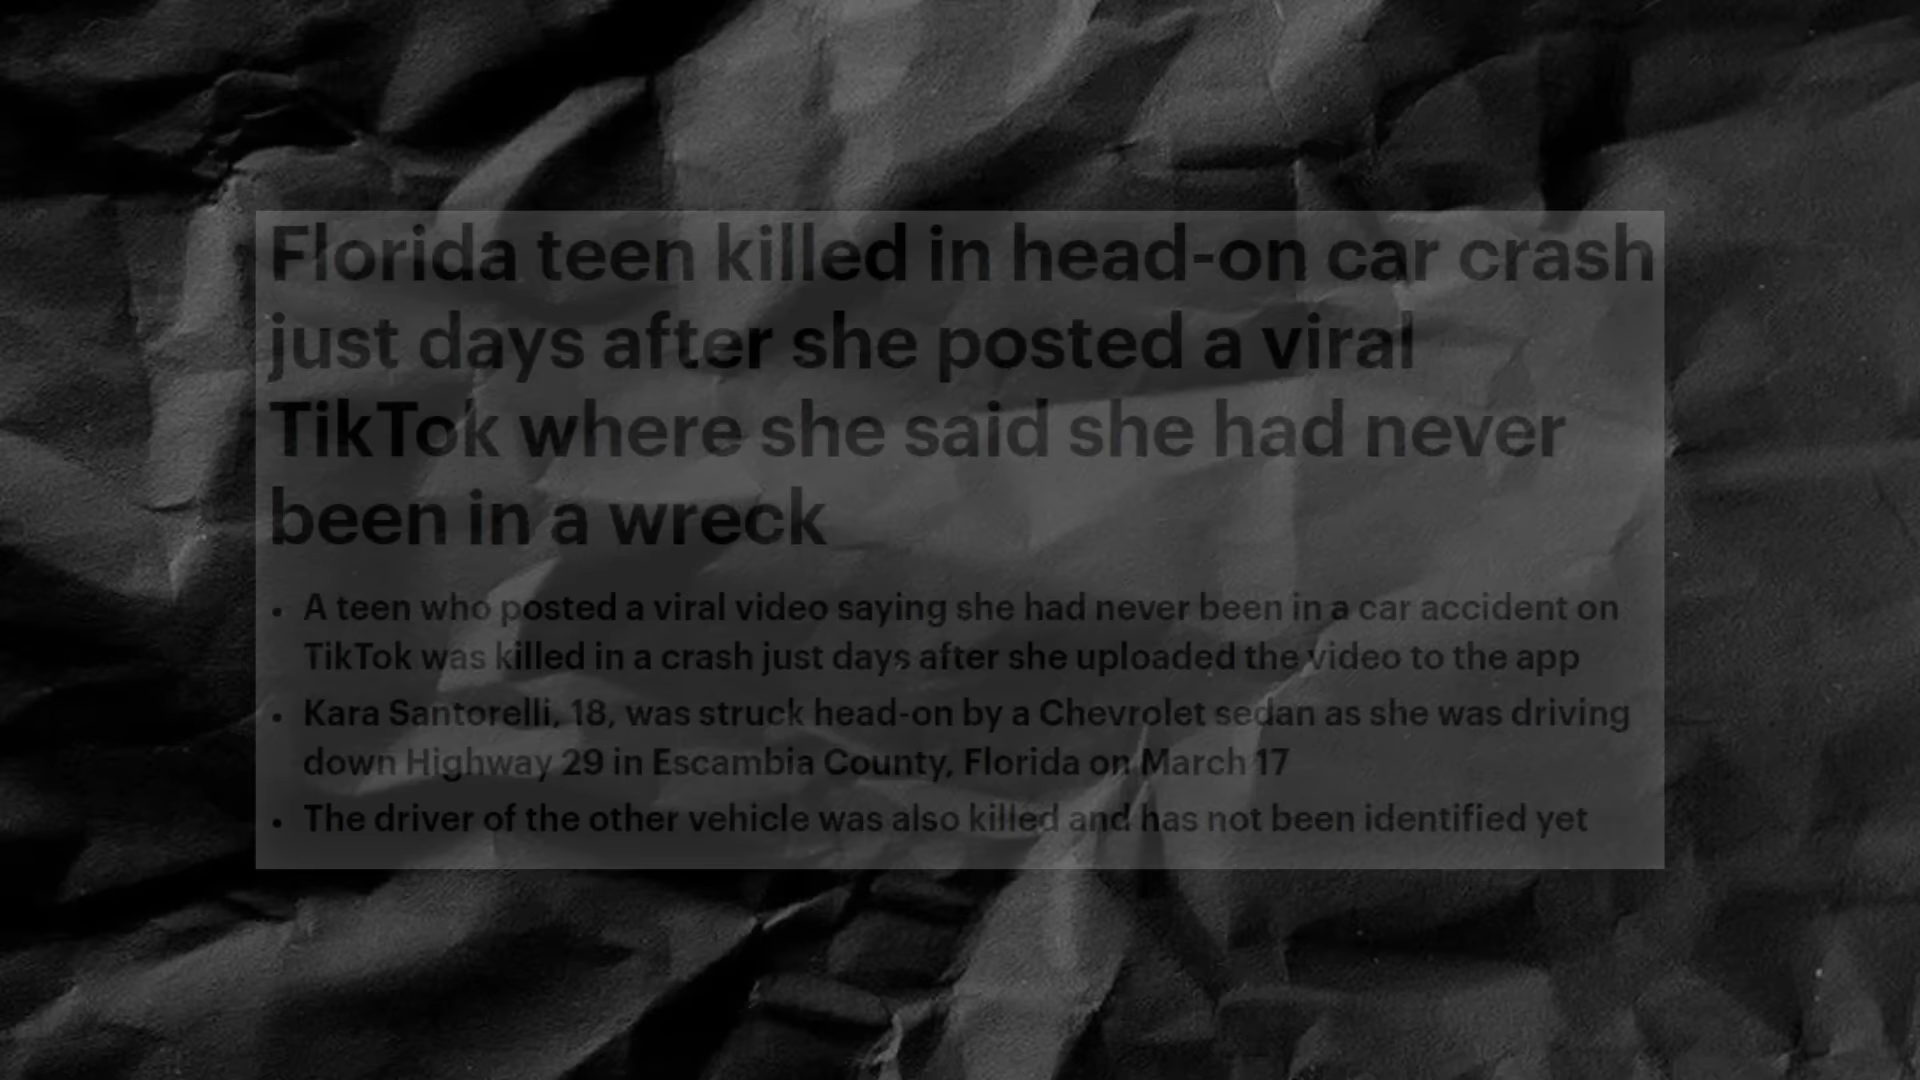 Florida teen killed in head-on car crash
just days after she posted a viral
TikTok where she said she had never
been in a wreck
• A teen who posted a viral video saying she had never been in a car accident on
TikTok was killed in a crash just days after she uploaded the video to the app
• Kara Santorelli, 18, was struck head-on by a Chevrolet sedan as she was driving
down Highway 29 in Escambia County, Florida on March 17
• The driver of the other vehicle was also killed and has not been identified yet